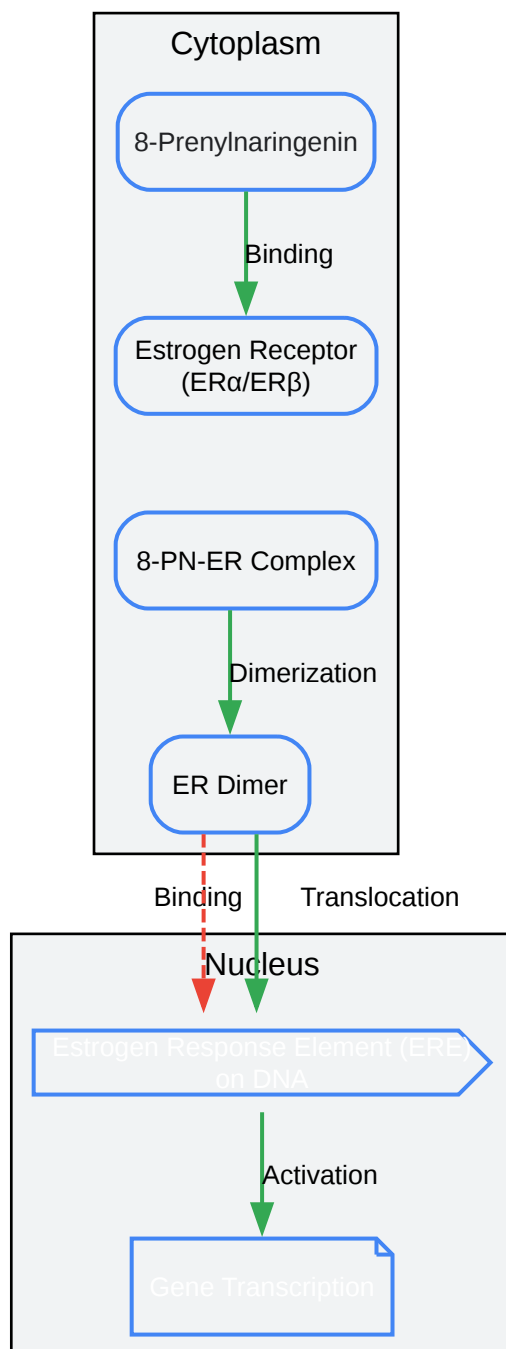 Cytoplasm
8-Prenylnaringenin
Binding
Estrogen Receptor
(ERα/ERβ)
8-PN-ER Complex
Dimerization
ER Dimer
Binding
Translocation
Nucleus
Estrogen Response Element (ERE)
on DNA
Activation
Gene Transcription